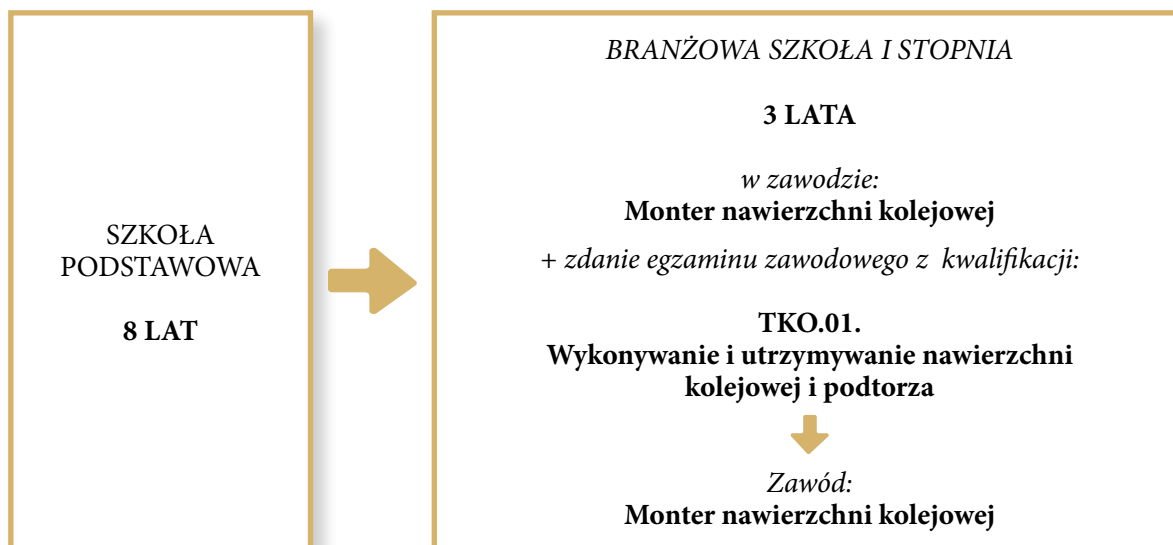 SZKOŁA
PODSTAWOWA
8 LAT
BRANŻOWA SZKOŁA I STOPNIA
3 LATA
w zawodzie:
Monter nawierzchni kolejowej
+ zdanie egzaminu zawodowego z kwalifikacji:
TKO.01.
Wykonywanie i utrzymywanie nawierzchni
kolejowej i podtorza
Zawód:
Monter nawierzchni kolejowej